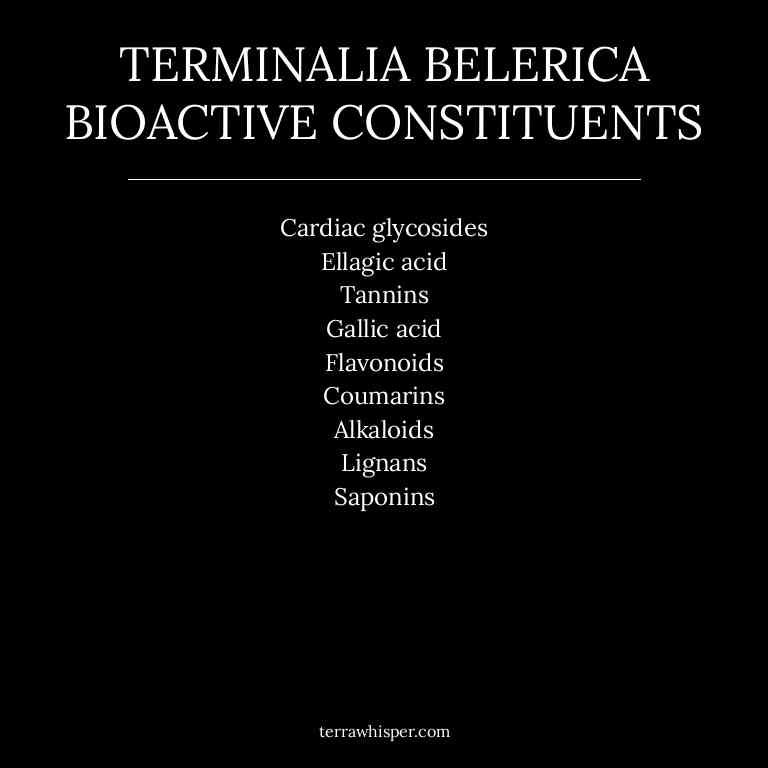 TERMINALIA BELERICA
BIOACTIVE CONSTITUENTS
Cardiac glycosides
Ellagic acid
Tannins
Gallic acid
Flavonoids
Coumarins
Alkaloids
Lignans
Saponins
terrawhisper.com